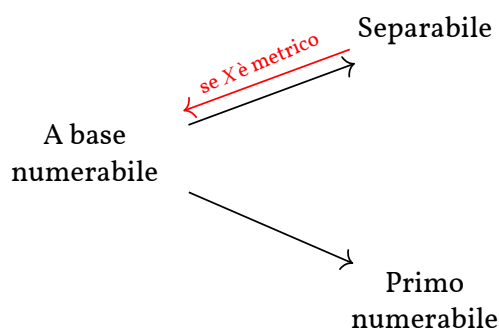 Separabile
se X è metrico
A base
numerabile
Primo
numerabile